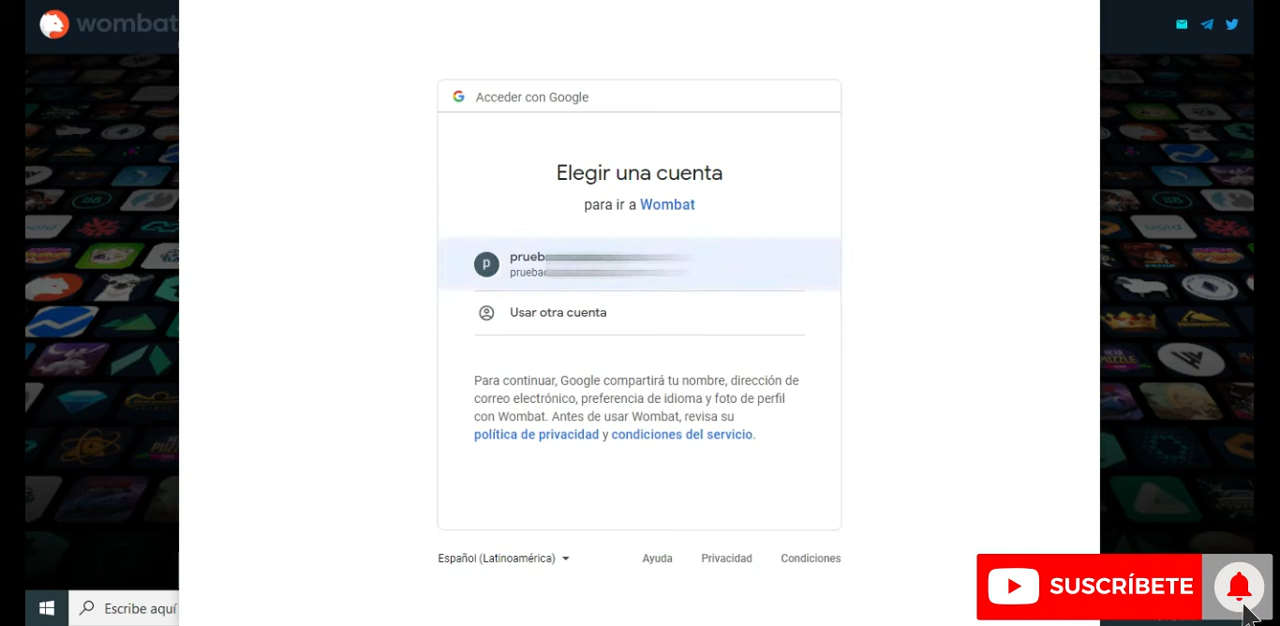 wombat
Acceder con Google
Elegir una cuenta
para ir a Wombat
p
Usar otra cuenta
Para continuar, Google compartirá tu nombre, dirección de
correo electrónico, preferencia de idioma y foto de perfil
con Wombat. Antes de usar Wombat, revisa su
política de privacidad y condiciones del servicio.
Español (Latinoamérica)
Ayuda
Privacidad
Condiciones
SUSCRÍBETE
Escribe aquí